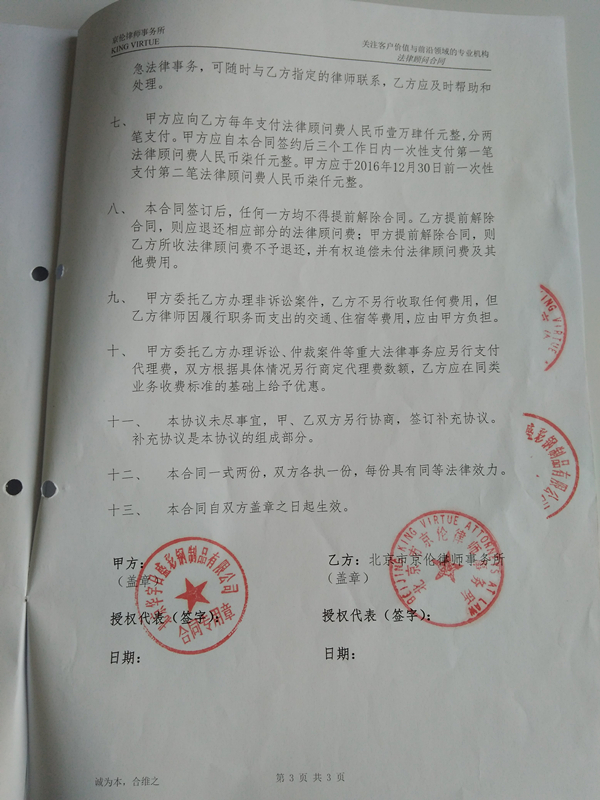 京伦律师事务所
KING VIRTUE
关注客户价值与前沿领域的专业机构
法律顾问合同
急法律事务，可随时与乙方指定的律师联系，乙方应及时帮助和
处理。
七、 甲方应向乙方每年支付法律顾问费人民币壹万肆仟元整，分两
笔支付。甲方应自本合同签约后三个工作日内一次性支付第一笔
法律顾问费人民币柒仟元整。甲方应于2016年12月30日前一次性
支付第二笔法律顾问费人民币柒仟元整。
八、 本合同签订后，任何一方均不得提前解除合同。乙方提前解除
合同，则应退还相应部分的法律顾问费；甲方提前解除合同，则
乙方所收法律顾问费不予退还，并有权追偿未付法律顾问费及其
他费用。
九、 甲方委托乙方办理非诉讼案件，乙方不另行收取任何费用，但
乙方律师因履行职务而支出的交通、住宿等费用，应由甲方负担。
十、 甲方委托乙方办理诉讼、仲裁案件等重大法律事务应另行支付
代理费，双方根据具体情况另行商定代理费数额，乙方应在同类
业务收费标准的基础上给予优惠。
十一、 本协议未尽事宜，甲、乙双方另行协商，签订补充协议。
补充协议是本协议的组成部分。
十二、 本合同一式两份，双方各执一份，每份具有同等法律效力。
十三、 本合同自双方盖章之日起生效。
甲方：
（盖章）
授权代表（签字）：
日期：
乙方：北京市京伦律师事务所
（盖章）
授权代表（签字）：
日期：
合同专用章
BEIJING KING VIRTUE ATTORNEYS AT LAW
北京市京伦律师事务所
ING VIRTUE
诚为本，合维之
第 3 页 共 3 页